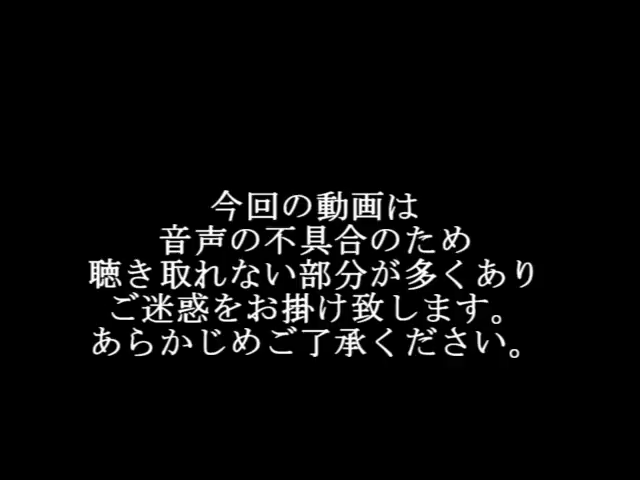 今回の動画は
音声の不具合のため
聴き取れない部分が多くあり
ご迷惑をお掛け致します。
あらかじめご了承ください。